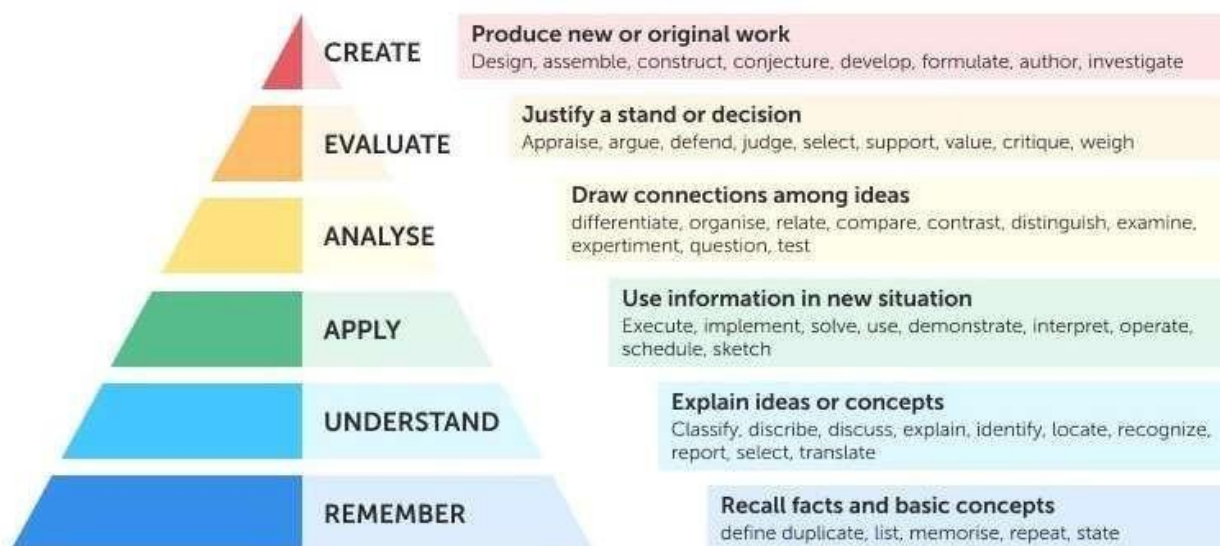 CREATE
Produce new or original work
Design, assemble, construct, conjecture, develop, formulate, author, investigate
EVALUATE
Justify a stand or decision
Appraise, argue, defend, judge, select, support, value, critique, weigh
ANALYSE
Draw connections among ideas
differentiate, organise, relate, compare, contrast, distinguish, examine,
expertiment, question, test
APPLY
Use information in new situation
Execute, implement, solve, use, demonstrate, interpret, operate,
schedule, sketch
UNDERSTAND
Explain ideas or concepts
Classify, discribe, discuss, explain, identify, locate, recognize,
report, select, translate
REMEMBER
Recall facts and basic concepts
define duplicate, list, memorise, repeat, state